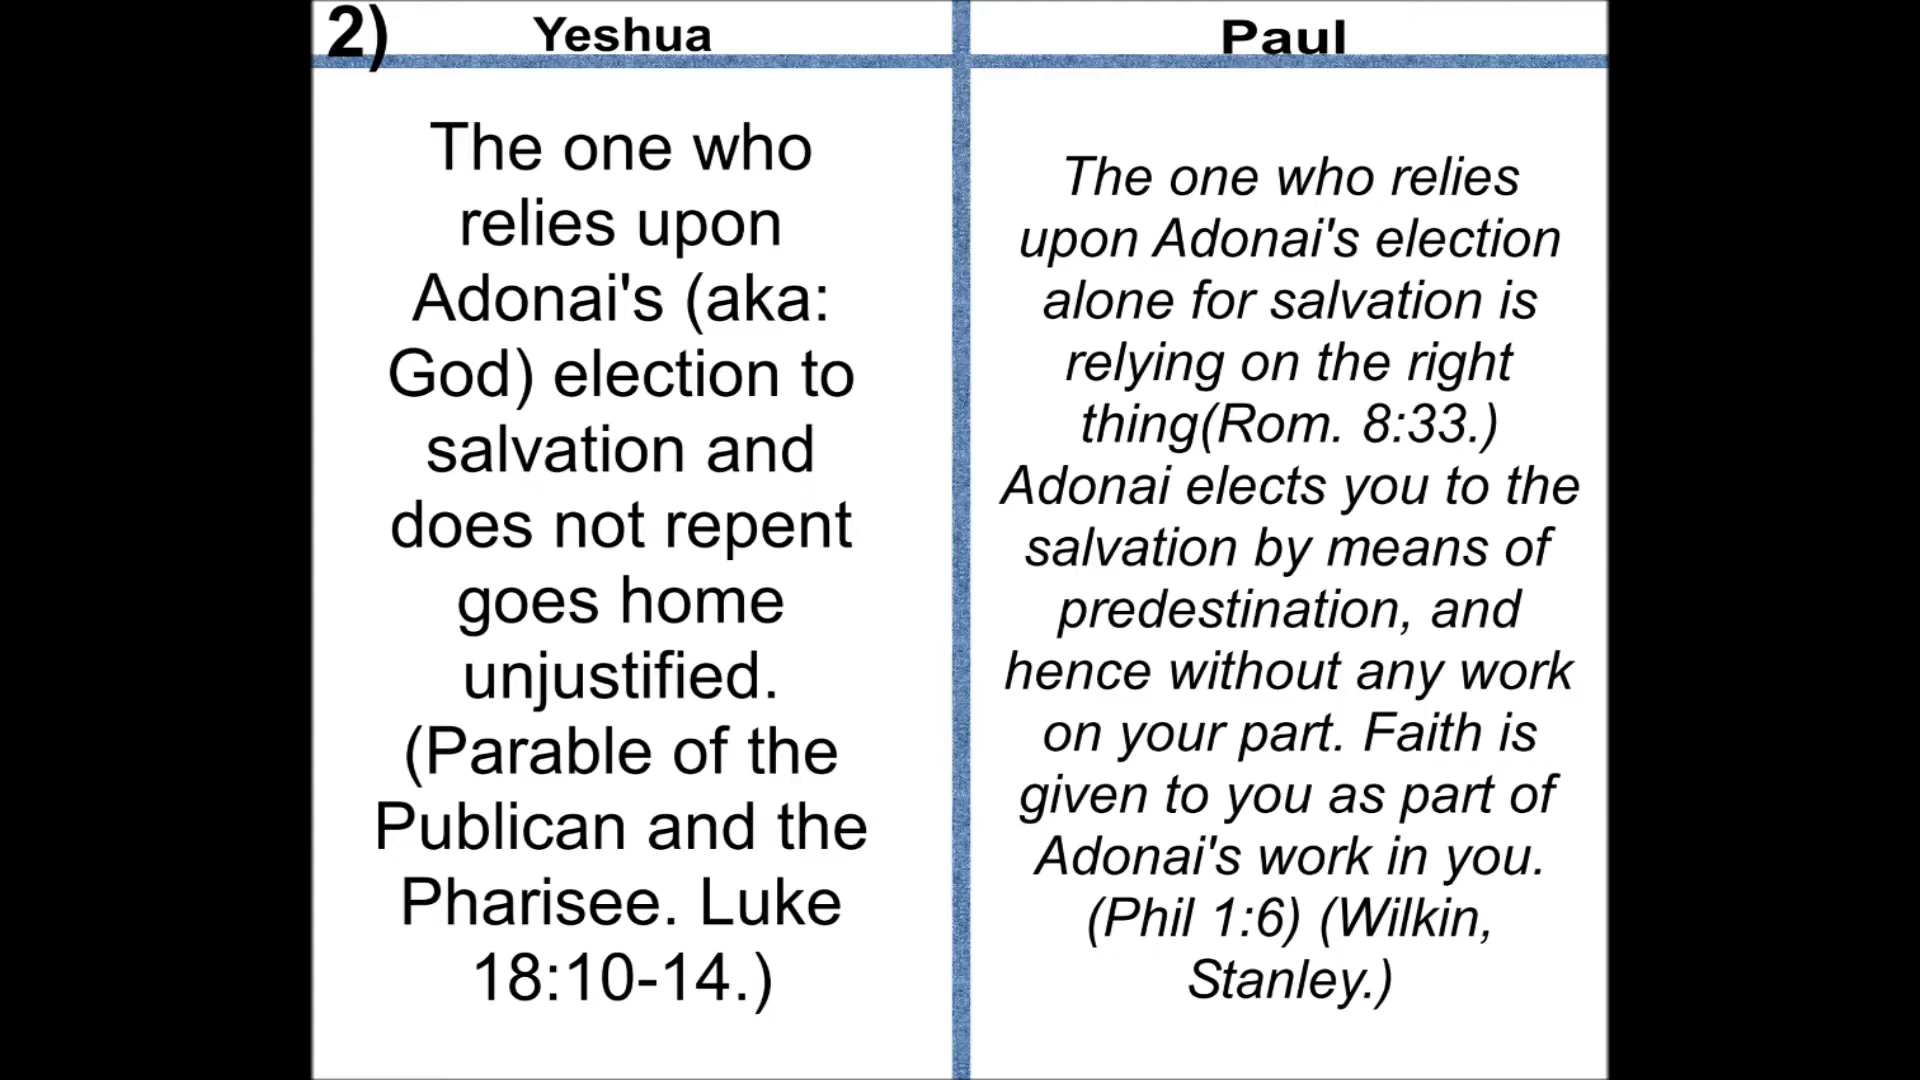 2)
Yeshua
Paul
The one who
relies upon
Adonai's (aka:
God) election to
salvation and
does not repent
goes home
unjustified.
(Parable of the
Publican and the
Pharisee. Luke
18:10-14.)
The one who relies
upon Adonai's election
alone for salvation is
relying on the right
thing(Rom. 8:33.)
Adonai elects you to the
salvation by means of
predestination, and
hence without any work
on your part. Faith is
given to you as part of
Adonai's work in you.
(Phil 1:6) (Wilkin,
Stanley.)